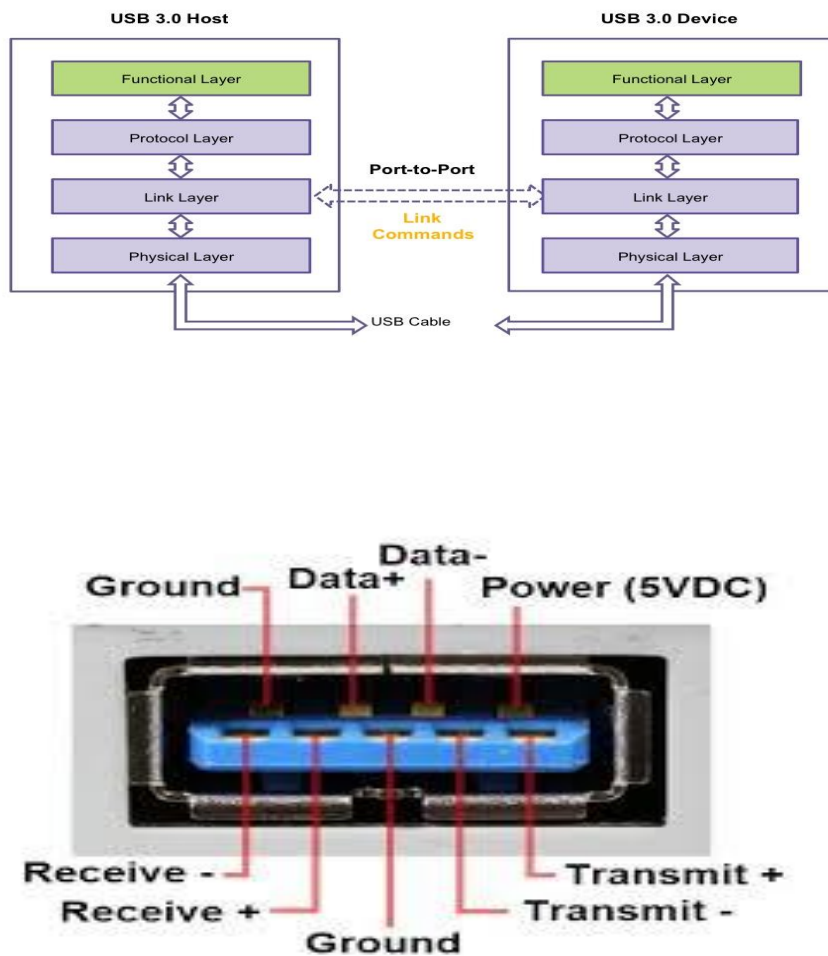 USB 3.0 Host
USB 3.0 Device
Functional Layer
Functional Layer
Protocol Layer
Protocol Layer
Port-to-Port
Link Layer
Link Layer
Link
Commands
Physical Layer
Physical Layer
USB Cable
Data-
Ground
Data+
Power (5VDC)
Receive -
Transmit +
Receive +
Transmit -
Ground